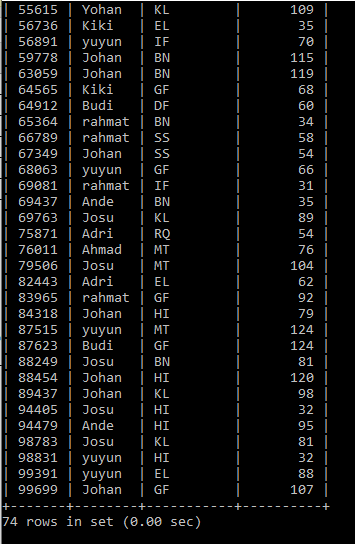 | 55615 | Yohan | KL | 109 |
| 56736 | Kiki | EL | 35 |
| 56891 | yuyun | IF | 70 |
| 59778 | Johan | BN | 115 |
| 63059 | Johan | BN | 119 |
| 64565 | Kiki | GF | 68 |
| 64912 | Budi | DF | 60 |
| 65364 | rahmat | BN | 34 |
| 66789 | rahmat | SS | 58 |
| 67349 | Johan | SS | 54 |
| 68063 | yuyun | GF | 66 |
| 69081 | rahmat | IF | 31 |
| 69437 | Ande | BN | 35 |
| 69763 | Josu | KL | 89 |
| 75871 | Adri | RQ | 54 |
| 76011 | Ahmad | MT | 76 |
| 79506 | Josu | MT | 104 |
| 82443 | Adri | EL | 62 |
| 83965 | rahmat | GF | 92 |
| 84318 | Johan | HI | 79 |
| 87515 | yuyun | MT | 124 |
| 87623 | Budi | GF | 124 |
| 88249 | Josu | BN | 81 |
| 88454 | Johan | HI | 120 |
| 89437 | Johan | KL | 98 |
| 94405 | Josu | HI | 32 |
| 94479 | Ande | HI | 95 |
| 98783 | Josu | KL | 81 |
| 98831 | yuyun | HI | 32 |
| 99391 | yuyun | EL | 88 |
| 99699 | Johan | GF | 107 |
+-------+--------+-----------+----------+
74 rows in set (0.00 sec)